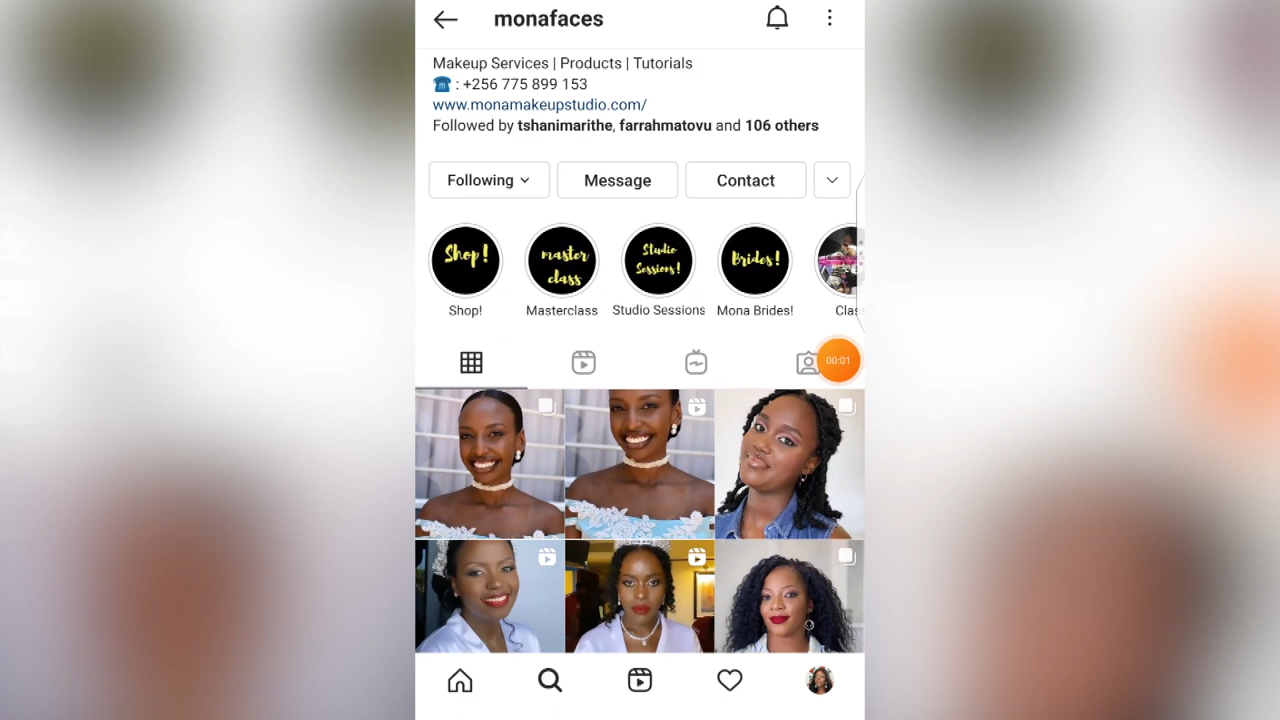 monafaces
Makeup Services | Products | Tutorials
☎ : +256 775 899 153
www.monamakeupstudio.com/
Followed by tshanimarithe, farrahmatovu and 106 others
Following
Message
Contact
Shop!
master
class
Studio
Sessions!
Brides!
Shop!
Masterclass
Studio Sessions
Mona Brides!
Clas
00:01